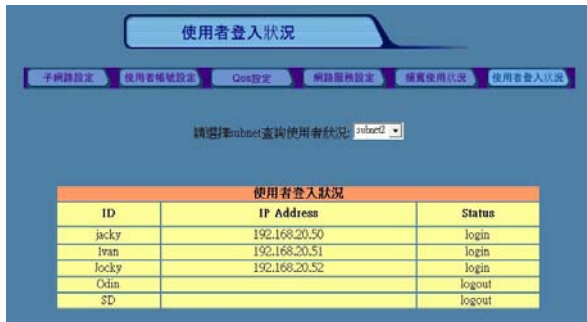 使用者登入狀況
子網路設定 使用者帳號設定 Qos設定 網路服務設定 頻寬使用狀況 使用者登入狀況
請選擇subnet查詢使用者狀況: subnet2
使用者登入狀況
ID IP Address Status
jacky 192.168.20.50 login
Ivan 192.168.20.51 login
Jocky 192.168.20.52 login
Odin logout
SD logout